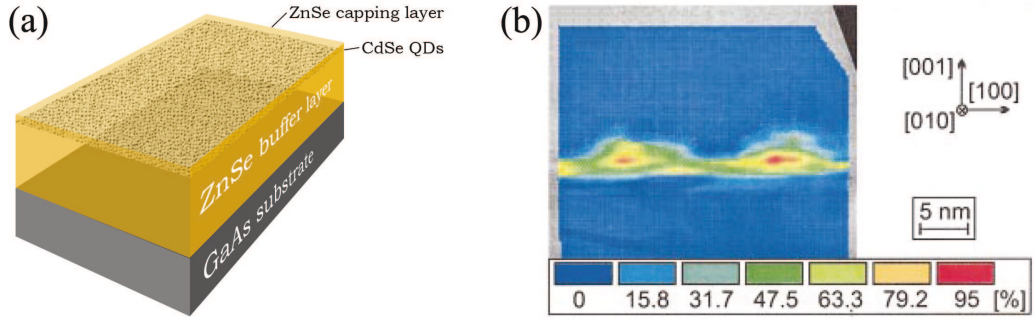 (a)
ZnSe capping layer
CdSe QDs
ZnSe buffer layer
GaAs substrate
(b)
[001]
[100]
[010]
5 nm
0 15.8 31.7 47.5 63.3 79.2 95 [%]